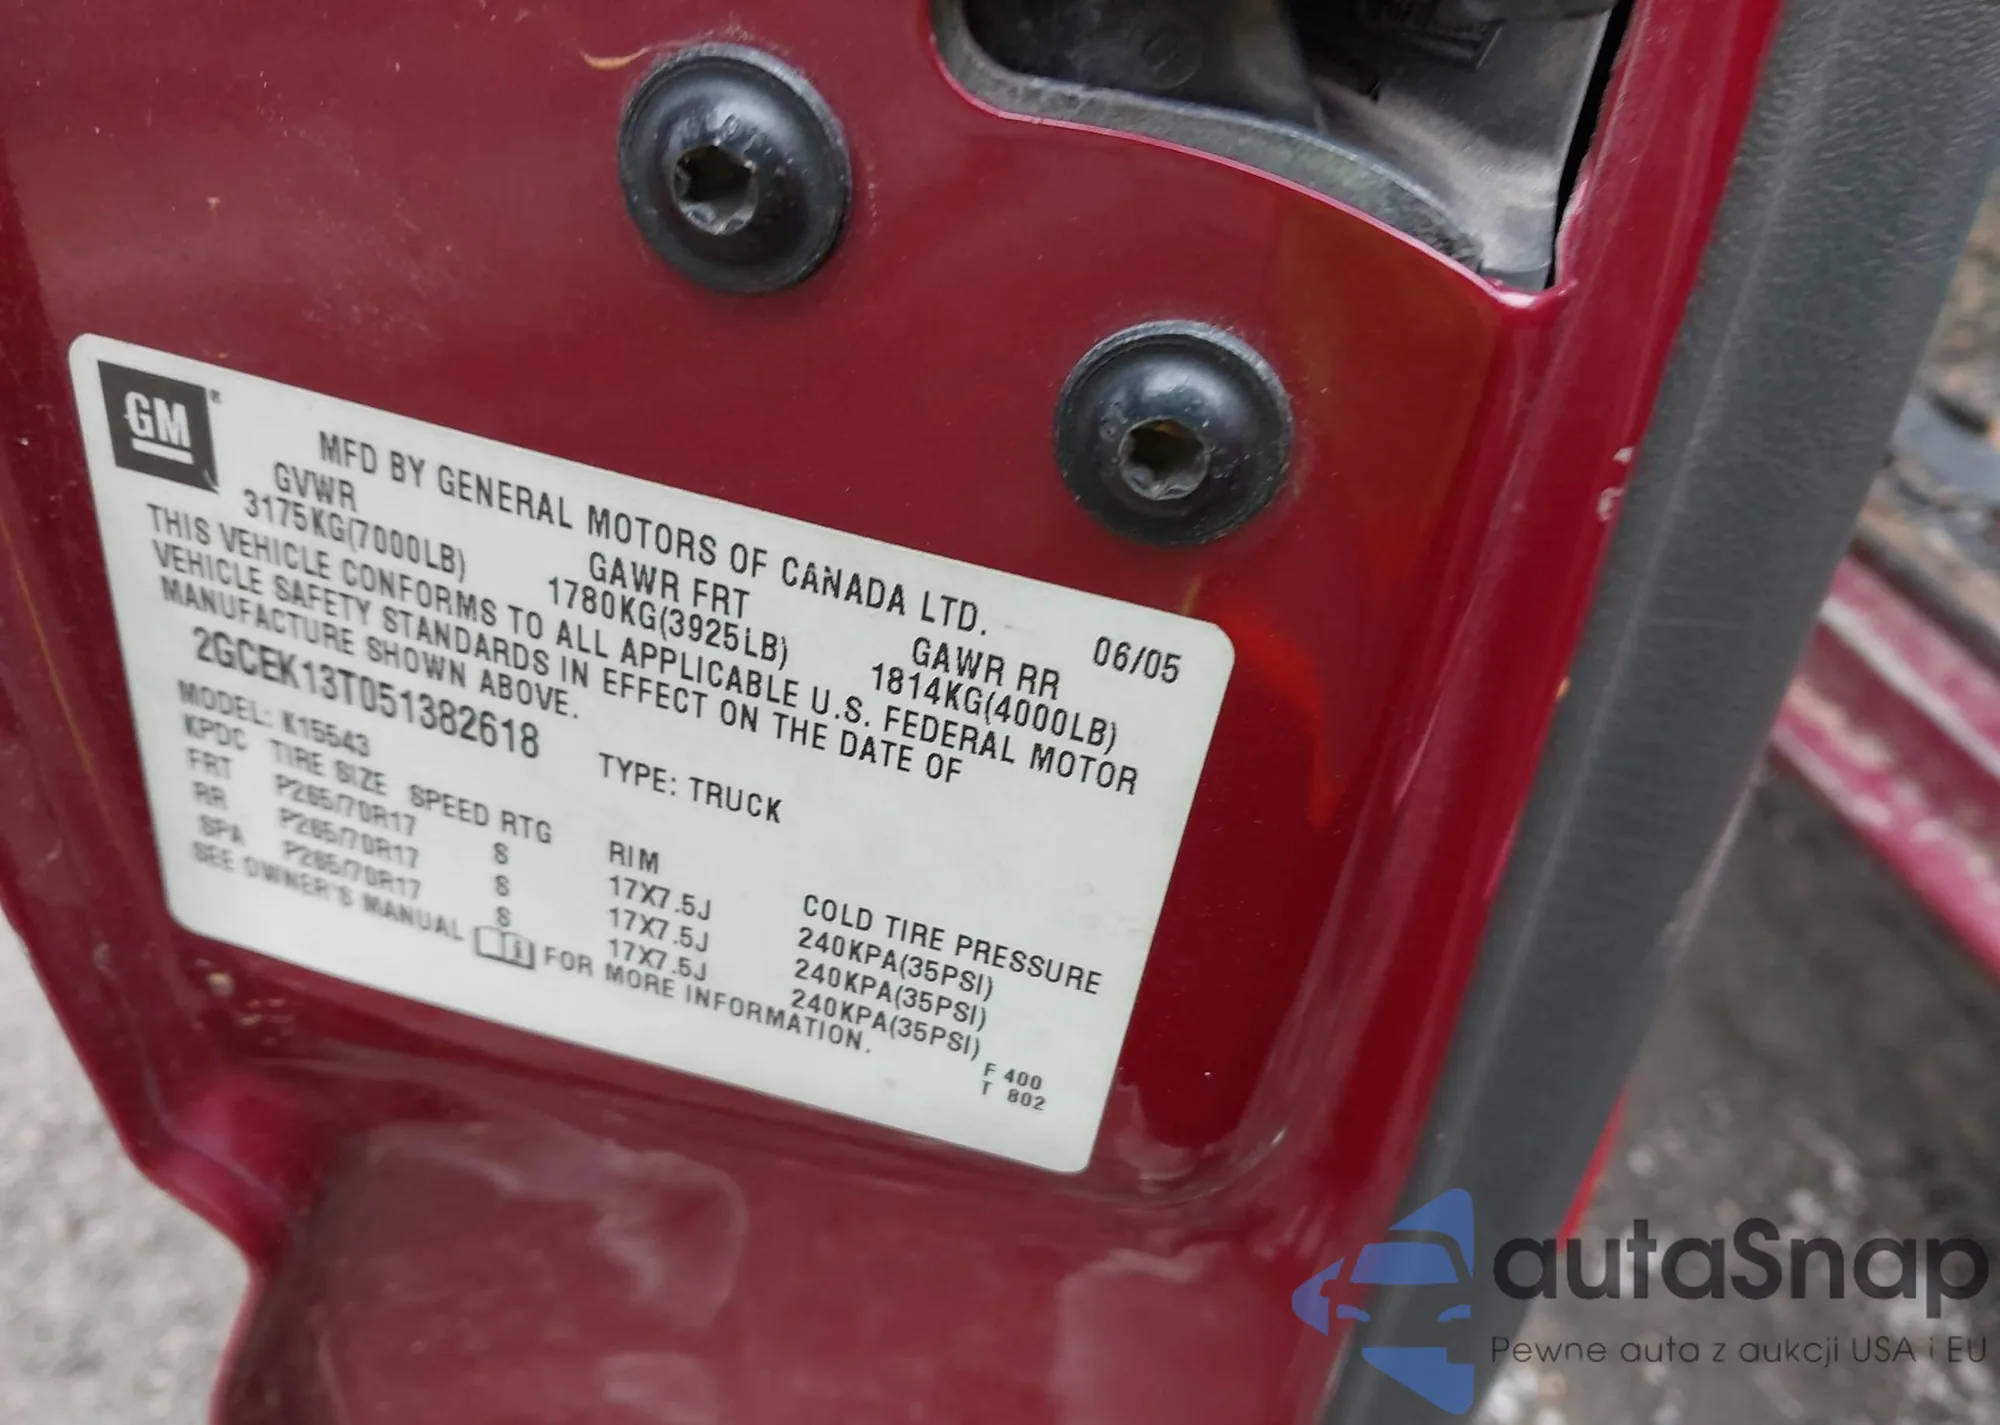 GM
MFD BY GENERAL MOTORS OF CANADA LTD. 06/05
GVWR GAWR FRT GAWR RR
3175KG(7000LB) 1780KG(3925LB) 1814KG(4000LB)
THIS VEHICLE CONFORMS TO ALL APPLICABLE U.S. FEDERAL MOTOR
VEHICLE SAFETY STANDARDS IN EFFECT ON THE DATE OF
MANUFACTURE SHOWN ABOVE.
2GCEK13T051382618 TYPE: TRUCK
MODEL: K15543
KPDC TIRE SIZE SPEED RTG RIM COLD TIRE PRESSURE
FRT P265/70R17 S 17X7.5J 240KPA(35PSI)
RR P265/70R17 S 17X7.5J 240KPA(35PSI)
SPA P265/70R17 S 17X7.5J 240KPA(35PSI)
SEE OWNER'S MANUAL FOR MORE INFORMATION.
F 400
T 802
autaSnap
Pewne auta z aukcji USA i EU